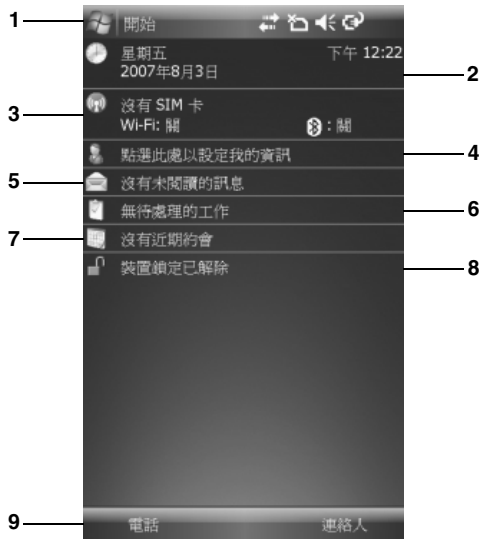 1
開始
星期五
下午 12:22
2007年8月3日
2
3
沒有 SIM 卡
Wi-Fi: 關
: 關
點選此處以設定我的資訊
4
5
沒有未閱讀的訊息
無待處理的工作
6
7
沒有近期約會
裝置鎖定已解除
8
9
電話
連絡人